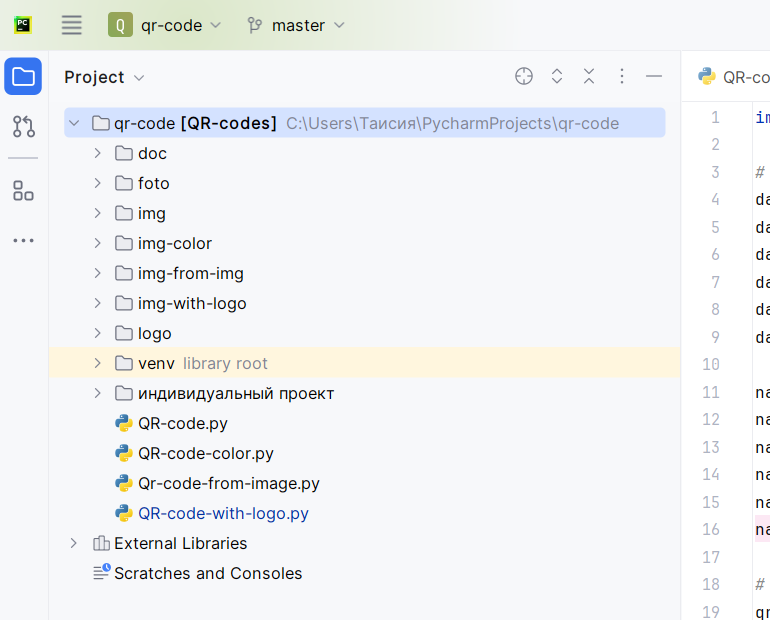 PC Q qr-code master
Project
QR-co
qr-code [QR-codes] C:\Users\Таисия\PycharmProjects\qr-code
doc
foto
img
img-color
img-from-img
img-with-logo
logo
venv library root
индивидуальный проект
QR-code.py
QR-code-color.py
Qr-code-from-image.py
QR-code-with-logo.py
External Libraries
Scratches and Consoles
1 im
2
3 #
4 da
5 da
6 da
7 da
8 da
9 da
10
11 na
12 na
13 na
14 na
15 na
16 na
17
18 #
19 qr